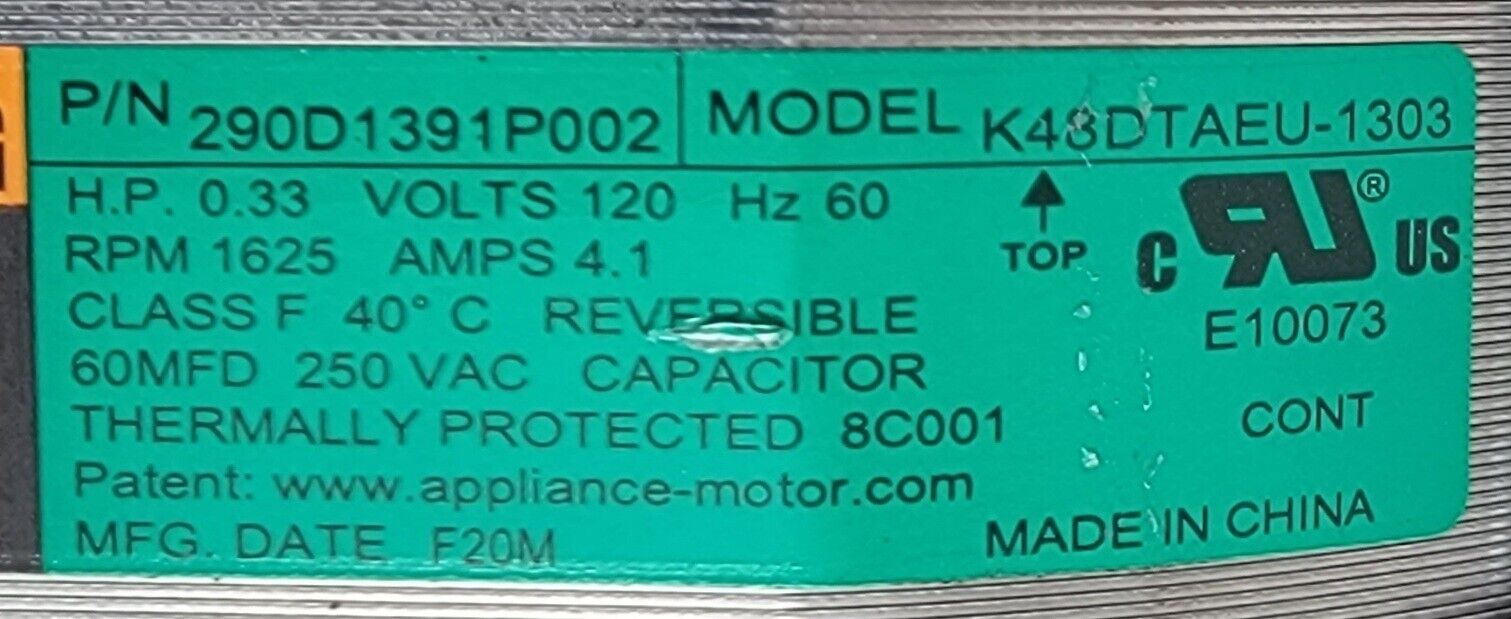 P/N 290D1391P002 MODEL K48DTAEU-1303
H.P. 0.33 VOLTS 120 Hz 60
RPM 1625 AMPS 4.1
TOP
C RU® US
CLASS F 40° C REVERSIBLE
E10073
60MFD 250 VAC CAPACITOR
THERMALLY PROTECTED 8C001
CONT
Patent: www.appliance-motor.com
MFG. DATE F20M
MADE IN CHINA